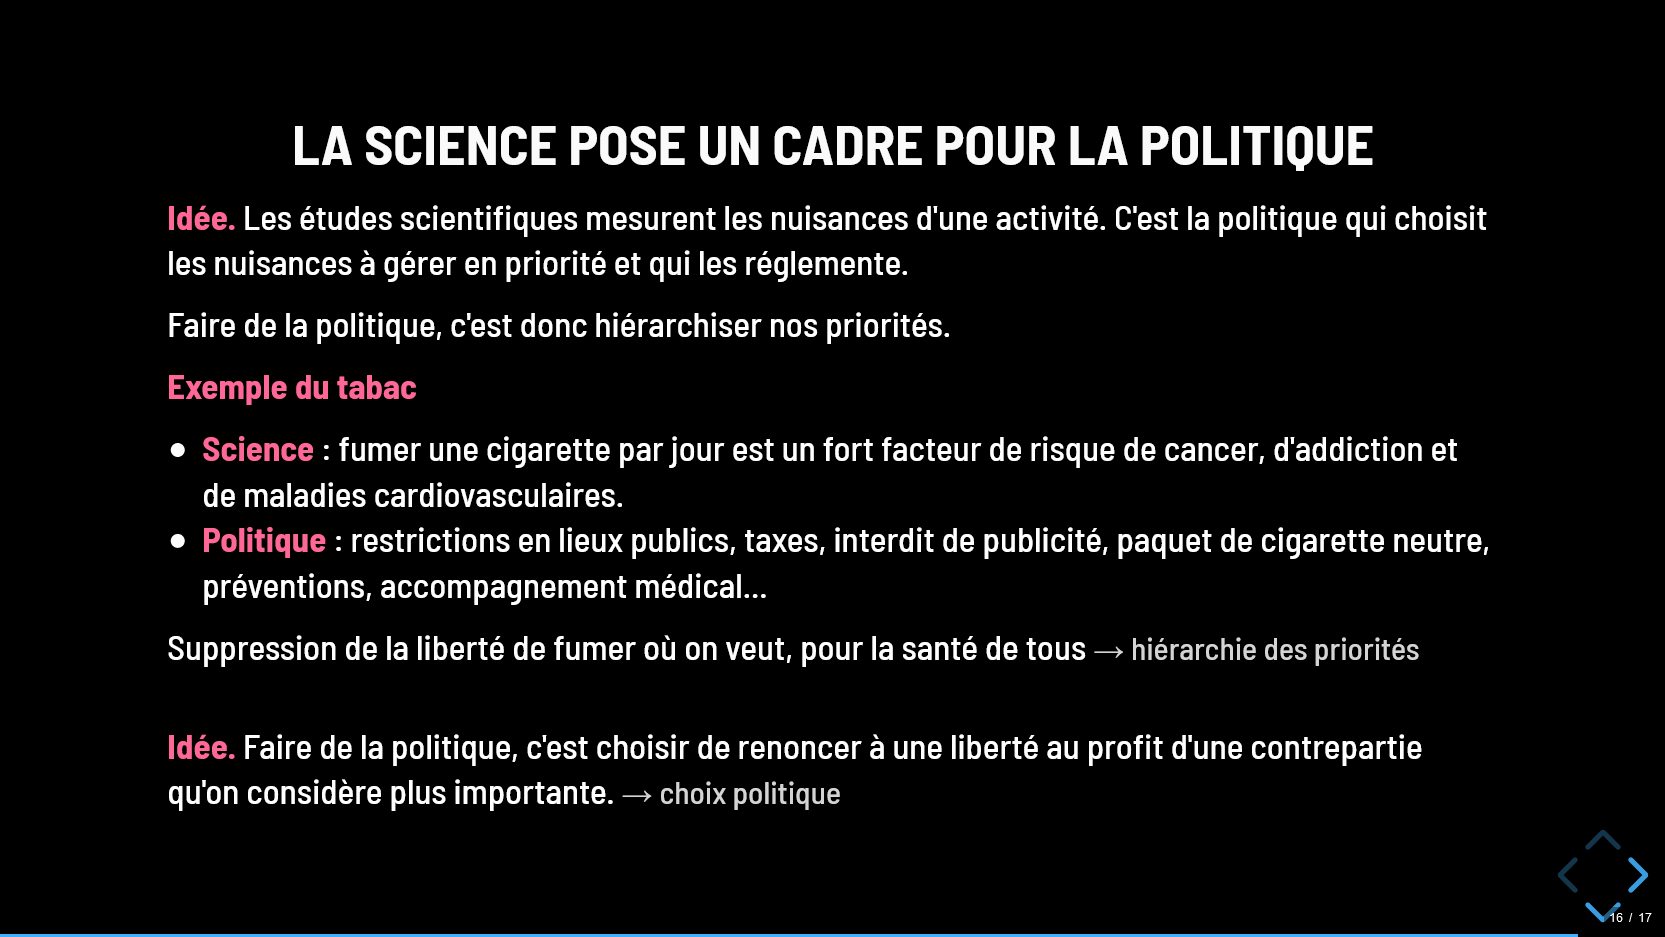 LA SCIENCE POSE UN CADRE POUR LA POLITIQUE
Idée. Les études scientifiques mesurent les nuisances d'une activité. C'est la politique qui choisit
les nuisances à gérer en priorité et qui les réglemente.
Faire de la politique, c'est donc hiérarchiser nos priorités.
Exemple du tabac
● Science : fumer une cigarette par jour est un fort facteur de risque de cancer, d'addiction et
de maladies cardiovasculaires.
● Politique : restrictions en lieux publics, taxes, interdit de publicité, paquet de cigarette neutre,
préventions, accompagnement médical...
Suppression de la liberté de fumer où on veut, pour la santé de tous → hiérarchie des priorités
Idée. Faire de la politique, c'est choisir de renoncer à une liberté au profit d'une contrepartie
qu'on considère plus importante. → choix politique
16 / 17